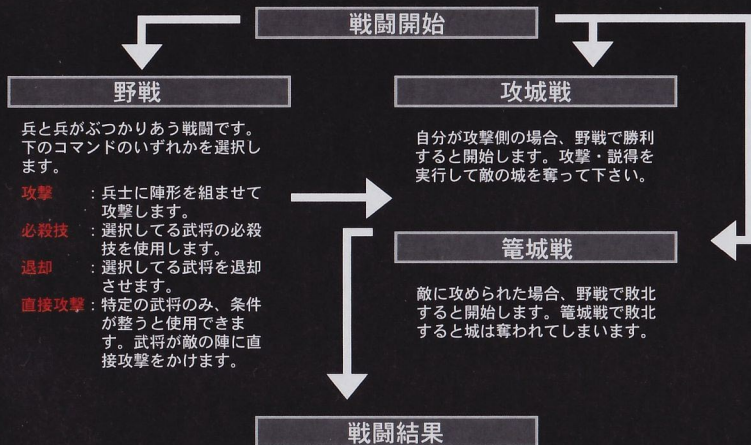 戦闘開始
野戦
兵と兵がぶつかりあう戦闘です。
下のコマンドのいずれかを選択し
ます。
攻撃 ：兵士に陣形を組ませて
攻撃します。
必殺技 ：選択してる武将の必殺
技を使用します。
退却 ：選択してる武将を退却
させます。
直接攻撃：特定の武将のみ、条件
が整うと使用できま
す。武将が敵の陣に直
接攻撃をかけます。
攻城戦
自分が攻撃側の場合、野戦で勝利
すると開始します。攻撃・説得を
実行して敵の城を奪って下さい。
篭城戦
敵に攻められた場合、野戦で敗北
すると開始します。篭城戦で敗北
すると城は奪われてしまいます。
戦闘結果